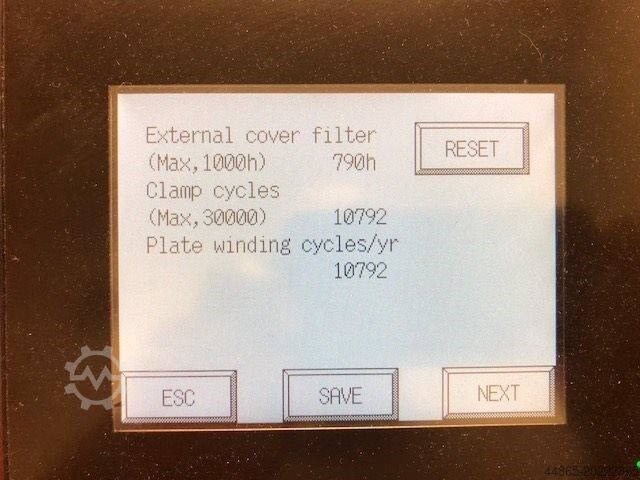 External cover filter
(Max,1000h) 790h
RESET
Clamp cycles
(Max,30000) 10792
Plate winding cycles/yr
10792
ESC
SAVE
NEXT